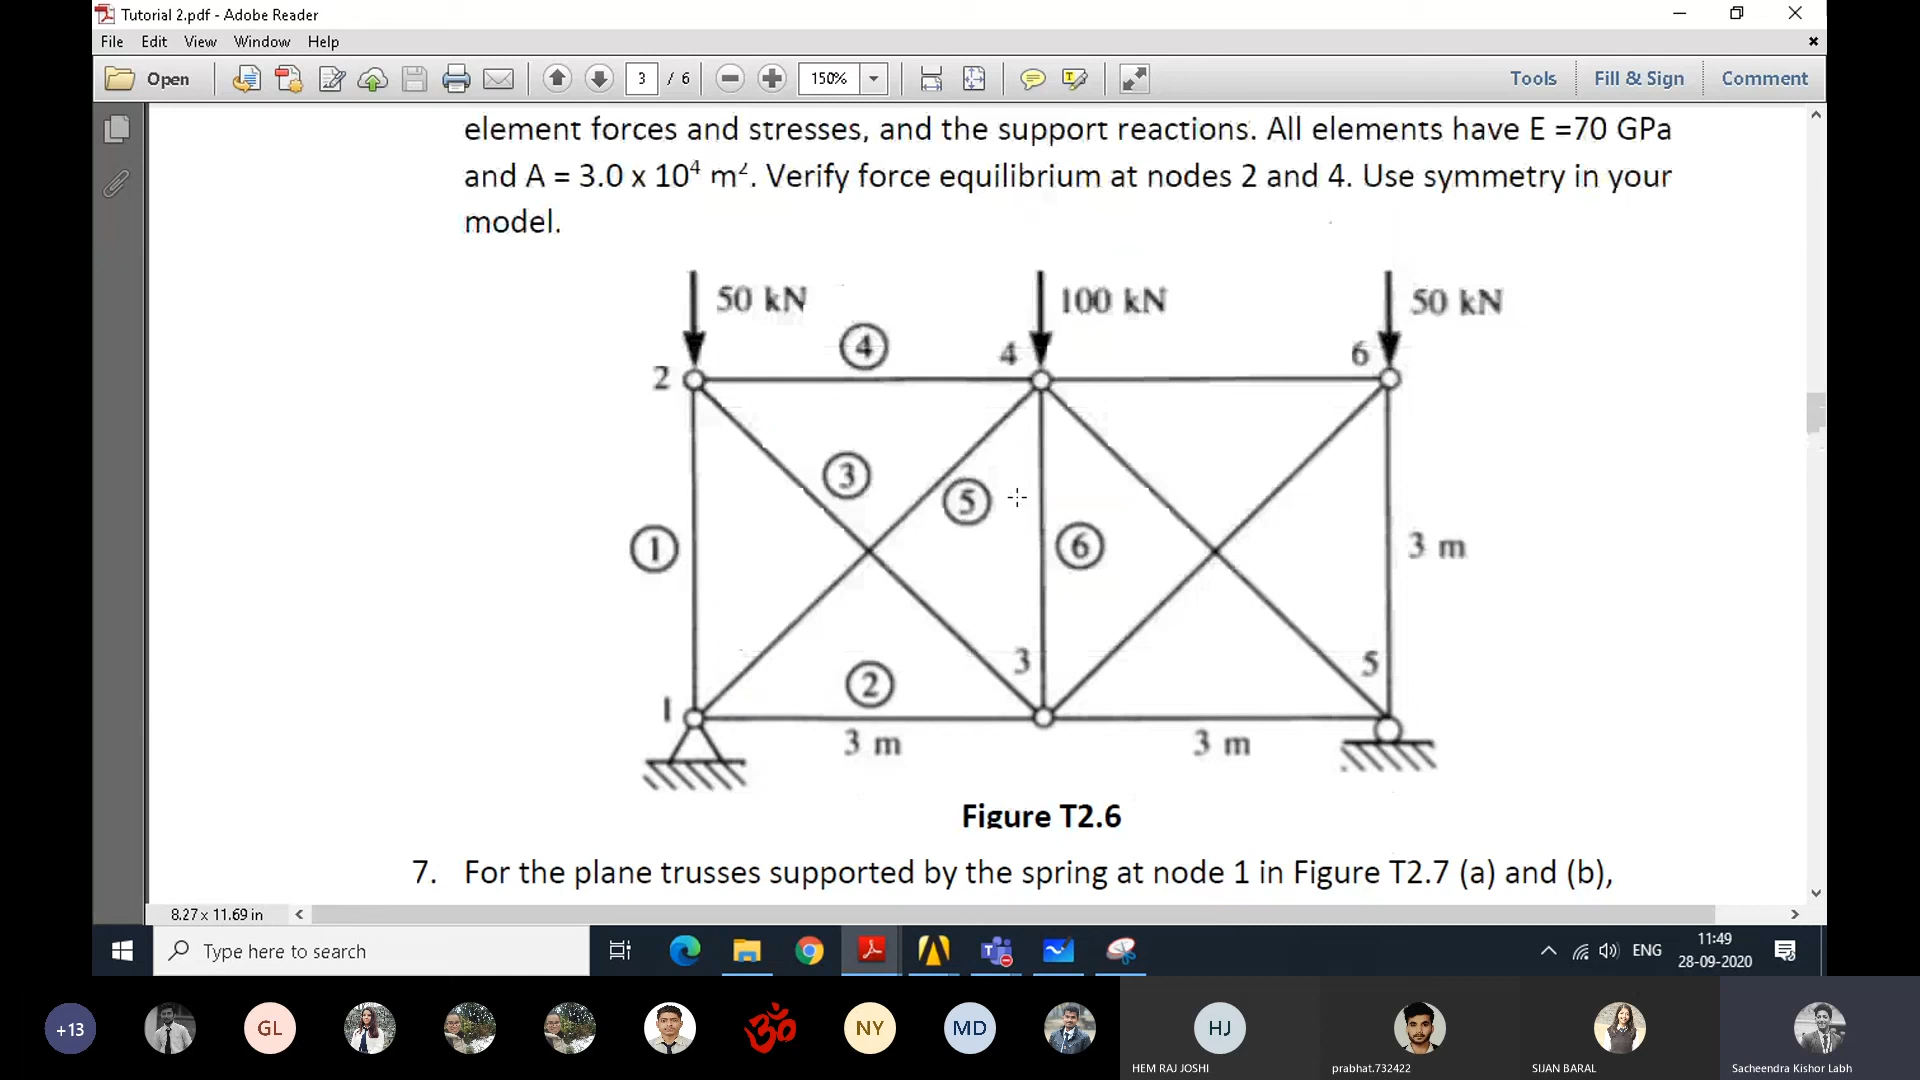 Tutorial 2.pdf - Adobe Reader
File Edit View Window Help
Open 3 / 6 150% Tools Fill & Sign Comment
element forces and stresses, and the support reactions. All elements have E =70 GPa
and A = 3.0 x 10⁴ m². Verify force equilibrium at nodes 2 and 4. Use symmetry in your
model.
50 kN 100 kN 50 kN
4 4 6
2
3
5
1 6 3 m
3 5
2
1
3 m 3 m
Figure T2.6
7. For the plane trusses supported by the spring at node 1 in Figure T2.7 (a) and (b),
8.27 x 11.69 in
Type here to search
ENG
11:49
28-09-2020
+13 GL ॐ NY MD HJ
HEM RAJ JOSHI prabhat.732422 SIJAN BARAL Sacheendra Kishor Labh